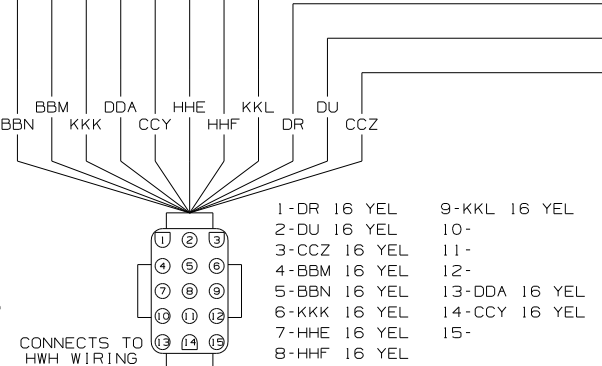 BBM DDA HHE KKL DU
BBN KKK CCY HHF DR CCZ
1-DR 16 YEL 9-KKL 16 YEL
2-DU 16 YEL 10-
3-CCZ 16 YEL 11-
4-BBM 16 YEL 12-
5-BBN 16 YEL 13-DDA 16 YEL
6-KKK 16 YEL 14-CCY 16 YEL
7-HHE 16 YEL 15-
8-HHF 16 YEL
1 2 3
4 5 6
7 8 9
10 11 12
13 14 15
CONNECTS TO
HWH WIRING